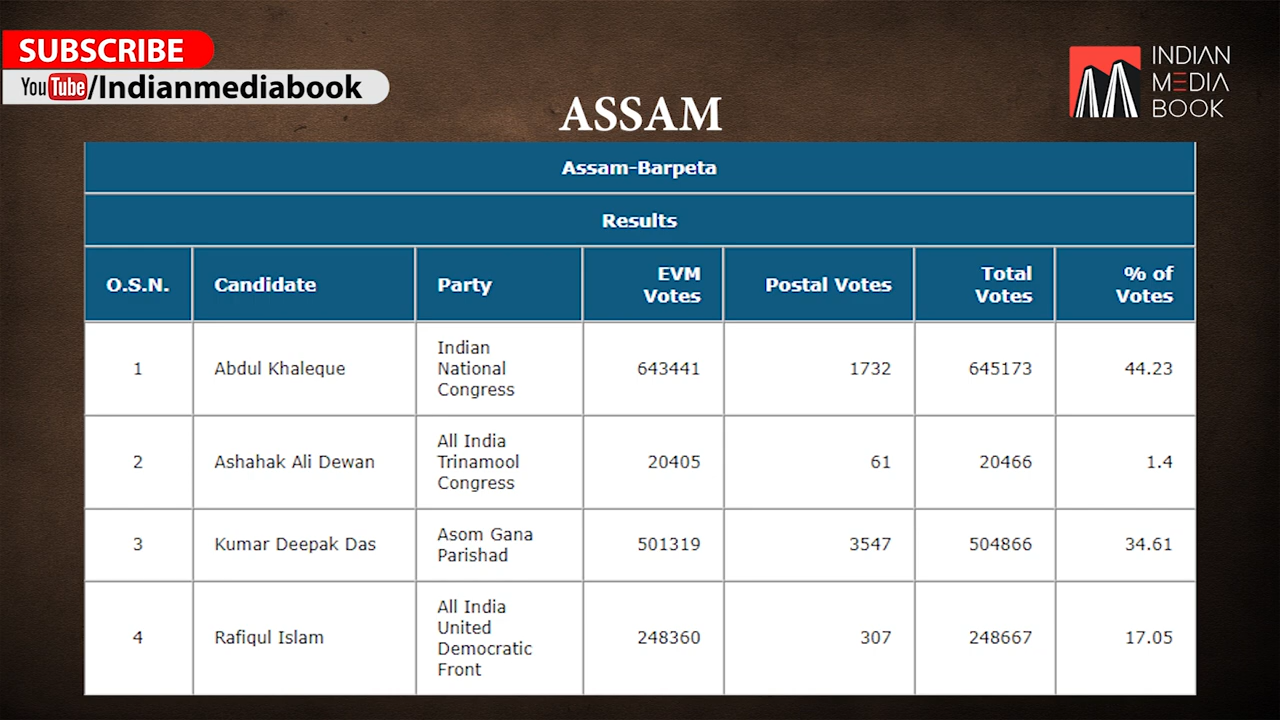 SUBSCRIBE
YouTube/Indianmediabook
INDIAN
MEDIA
BOOK
ASSAM
Assam-Barpeta
Results
O.S.N. Candidate Party EVM Votes Postal Votes Total Votes % of Votes
1 Abdul Khaleque Indian National Congress 643441 1732 645173 44.23
2 Ashahak Ali Dewan All India Trinamool Congress 20405 61 20466 1.4
3 Kumar Deepak Das Asom Gana Parishad 501319 3547 504866 34.61
4 Rafiqul Islam All India United Democratic Front 248360 307 248667 17.05